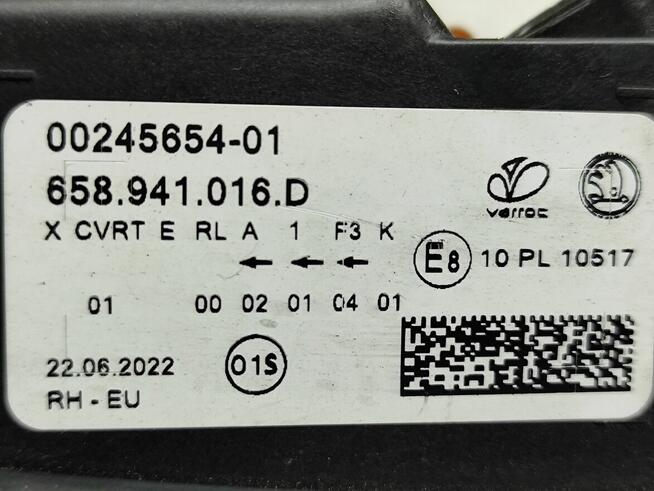 00245654-01
658.941.016.D
varroc
X CVRT E RL A 1 F3 K
E8 10 PL 10517
01 00 02 01 04 01
22.06.2022
01S
RH - EU